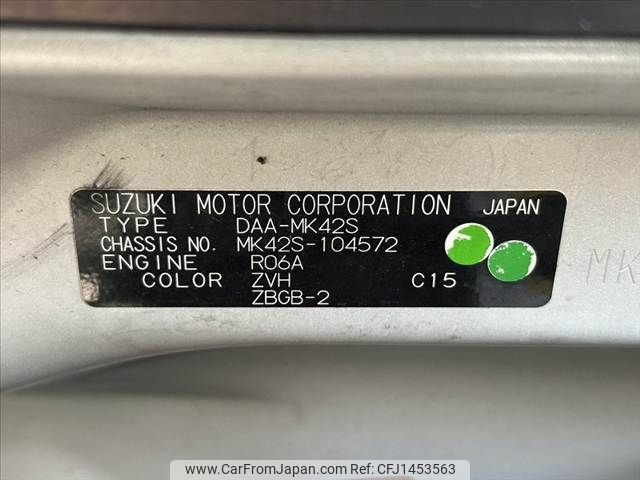 SUZUKI MOTOR CORPORATION JAPAN
TYPE DAA-MK42S
CHASSIS NO. MK42S-104572
ENGINE R06A
COLOR ZVH C15
ZBGB-2
MK
www.CarFromJapan.com - CFJ1453563